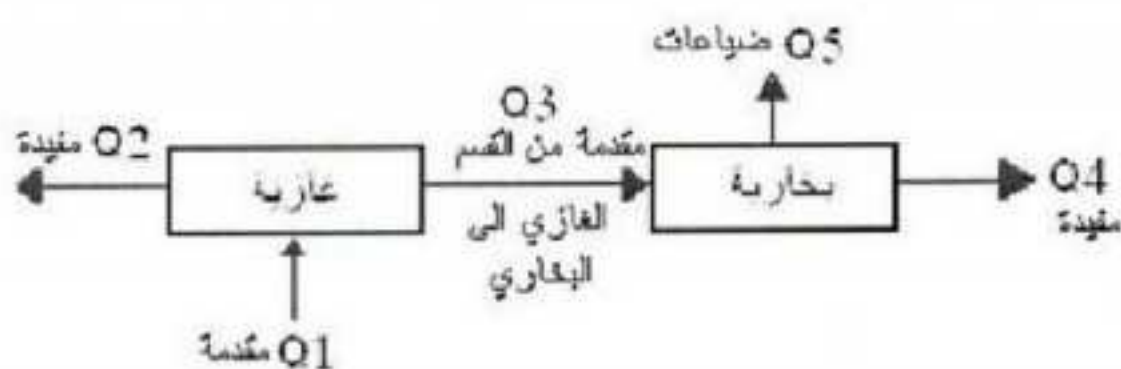 Q5 ضياعات
Q3
مقدمة من القسم
الغازي الى
البخاري
Q2 مفيدة
غازية
بخارية
Q4
مفيدة
Q1 مقدمة